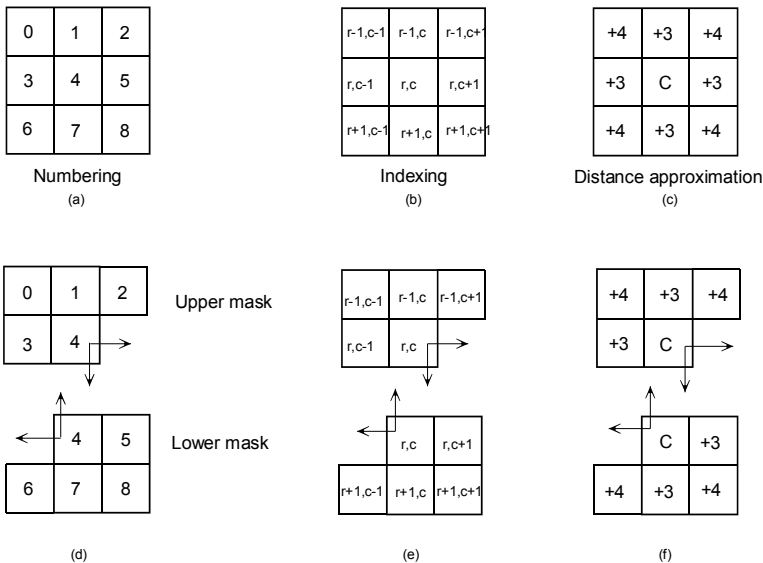 0 1 2
3 4 5
6 7 8
Numbering
(a)
r-1,c-1 r-1,c r-1,c+1
r,c-1 r,c r,c+1
r+1,c-1 r+1,c r+1,c+1
Indexing
(b)
+4 +3 +4
+3 C +3
+4 +3 +4
Distance approximation
(c)
0 1 2
3 4
Upper mask
4 5
6 7 8
Lower mask
(d)
r-1,c-1 r-1,c r-1,c+1
r,c-1 r,c
r,c r,c+1
r+1,c-1 r+1,c r+1,c+1
(e)
+4 +3 +4
+3 C
C +3
+4 +3 +4
(f)